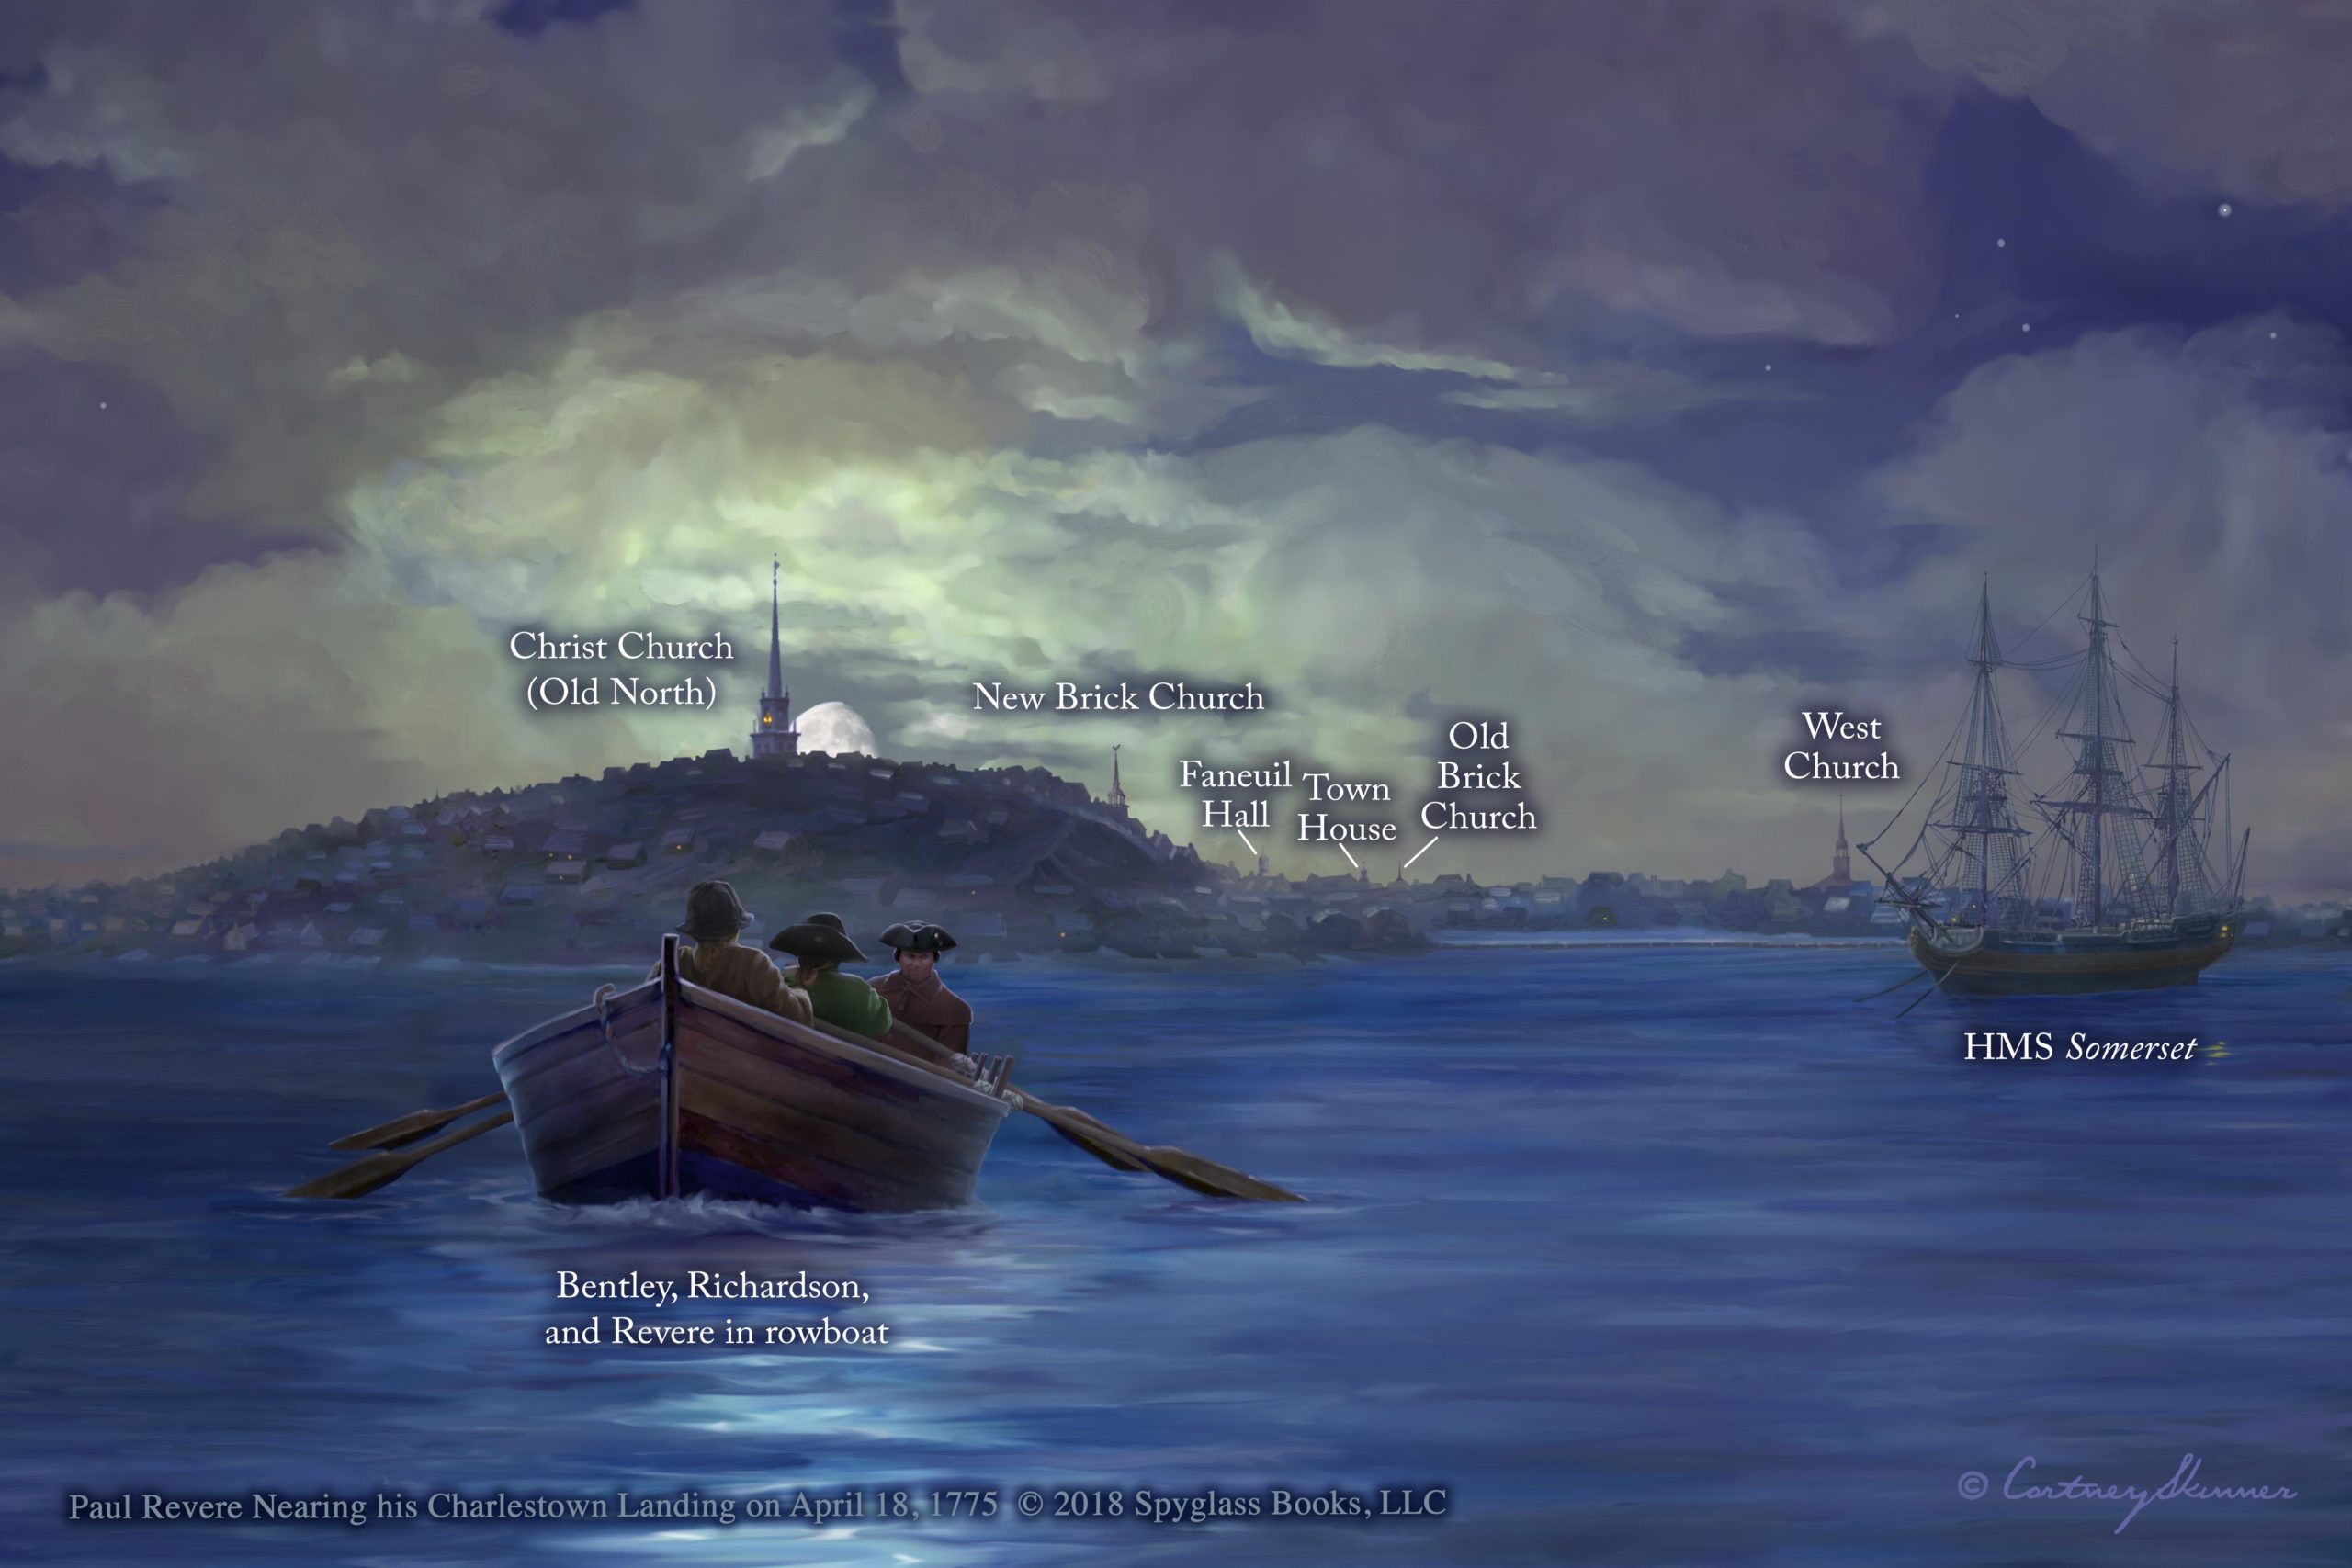 Christ Church
(Old North)
New Brick Church
Faneuil
Hall
Town
House
Old
Brick
Church
West
Church
HMS Somerset
Bentley, Richardson,
and Revere in rowboat
Paul Revere Nearing his Charlestown Landing on April 18, 1775 © 2018 Spyglass Books, LLC
© Cortney Skinner